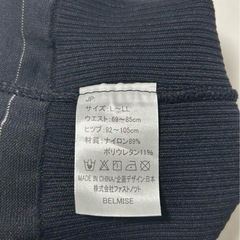 JP
サイズ：L～LL
ウエスト：69～85cm
ヒップ：92～105cm
材質：ナイロン89%
ポリウレタン11%
MADE IN CHINA/企画デザイン日本
株式会社ファストノット
BELMISE